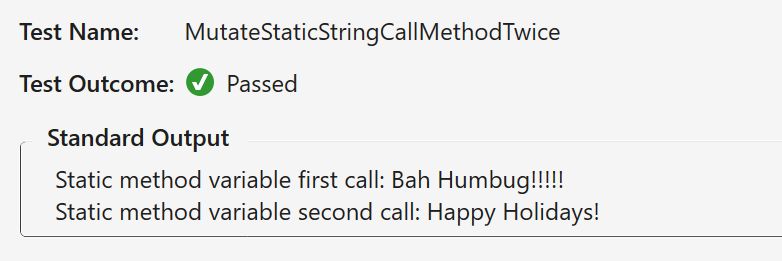 Test Name: MutateStaticStringCallMethodTwice
Test Outcome: Passed
Standard Output
Static method variable first call: Bah Humbug!!!!!
Static method variable second call: Happy Holidays!